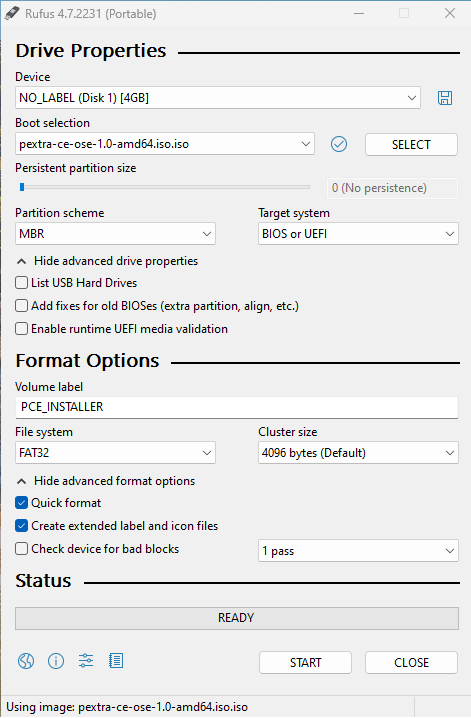 Rufus 4.7.2231 (Portable)
Drive Properties
Device
NO_LABEL (Disk 1) [4GB]
Boot selection
pextra-ce-ose-1.0-amd64.iso.iso
SELECT
Persistent partition size
0 (No persistence)
Partition scheme
Target system
MBR
BIOS or UEFI
Hide advanced drive properties
List USB Hard Drives
Add fixes for old BIOSes (extra partition, align, etc.)
Enable runtime UEFI media validation
Format Options
Volume label
PCE_INSTALLER
File system
Cluster size
FAT32
4096 bytes (Default)
Hide advanced format options
Quick format
Create extended label and icon files
Check device for bad blocks
1 pass
Status
READY
START
CLOSE
Using image: pextra-ce-ose-1.0-amd64.iso.iso